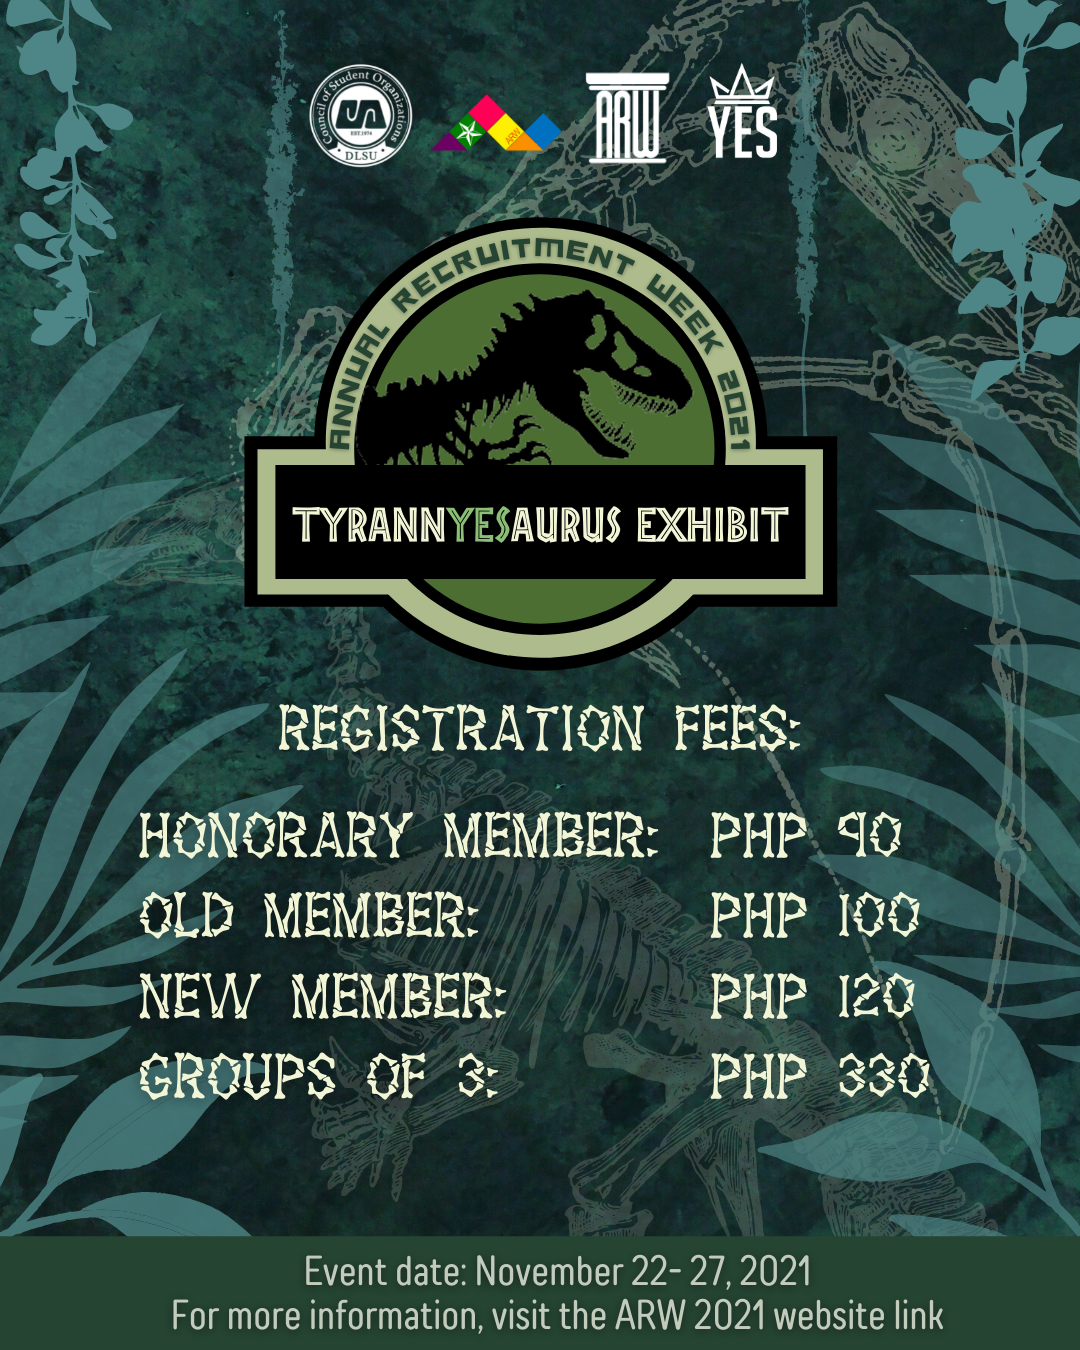 Council of Student Organizations
EST. 1974
DLSU
ARW
ARW
YES
ANNUAL RECRUITMENT WEEK 2021
TYRANNYESAURUS EXHIBIT
REGISTRATION FEES:
HONORARY MEMBER: PHP 90
OLD MEMBER: PHP 100
NEW MEMBER: PHP 120
GROUPS OF 3: PHP 330
Event date: November 22- 27, 2021
For more information, visit the ARW 2021 website link